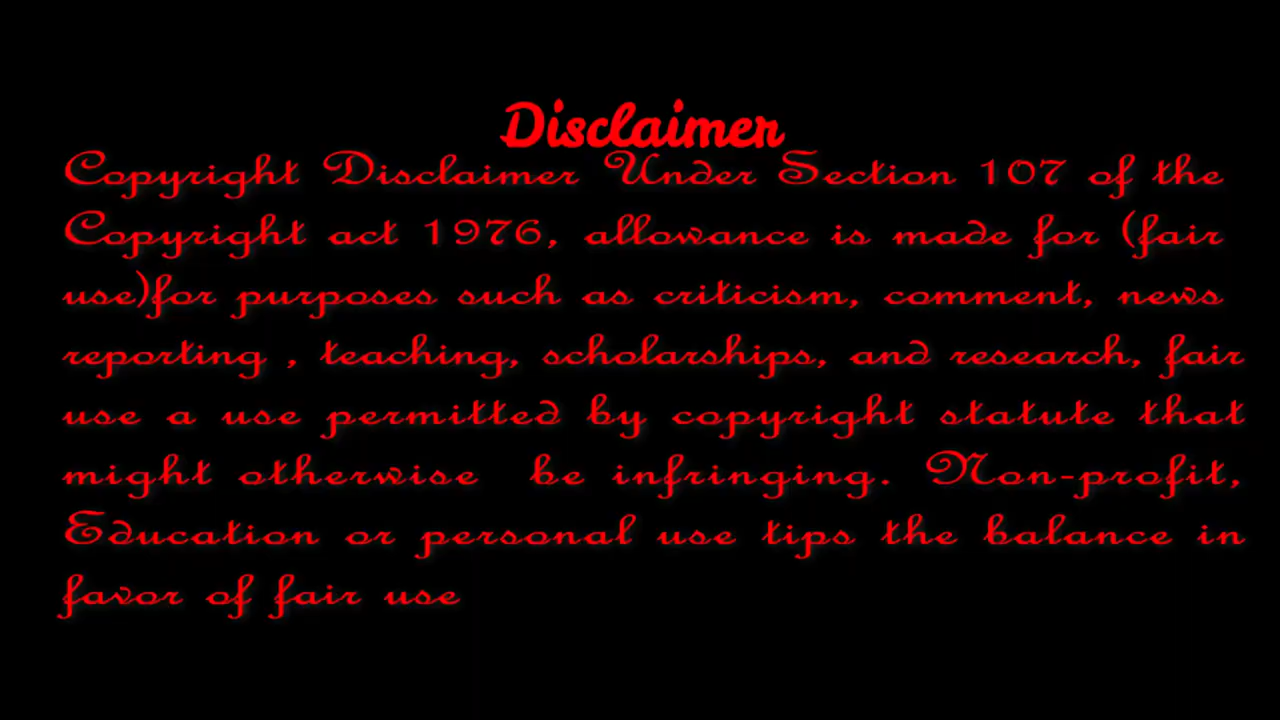 Disclaimer
Copyright Disclaimer Under Section 107 of the
Copyright act 1976, allowance is made for (fair
use)for purposes such as criticism, comment, news
reporting , teaching, scholarships, and research, fair
use a use permitted by copyright statute that
might otherwise be infringing. Non-profit,
Education or personal use tips the balance in
favor of fair use